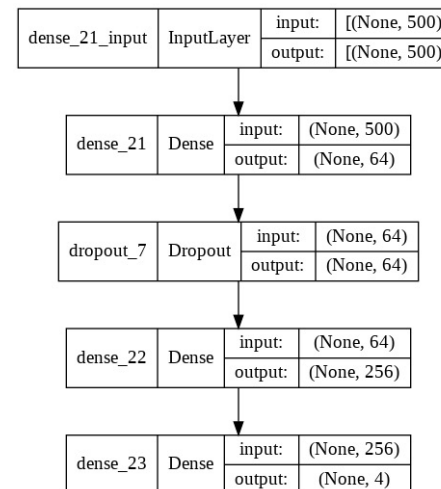 dense_21_input InputLayer input: [(None, 500)
output: [(None, 500)
dense_21 Dense input: (None, 500)
output: (None, 64)
dropout_7 Dropout input: (None, 64)
output: (None, 64)
dense_22 Dense input: (None, 64)
output: (None, 256)
dense_23 Dense input: (None, 256)
output: (None, 4)